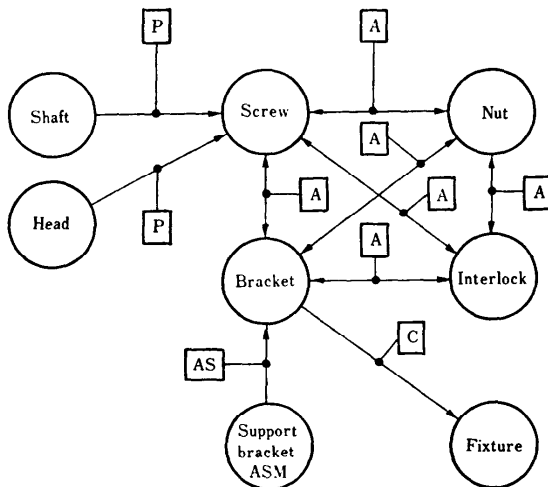 P
A
Shaft
Screw
Nut
A
Head
P
A
A
A
A
Bracket
Interlock
AS
C
Support
bracket
ASM
Fixture